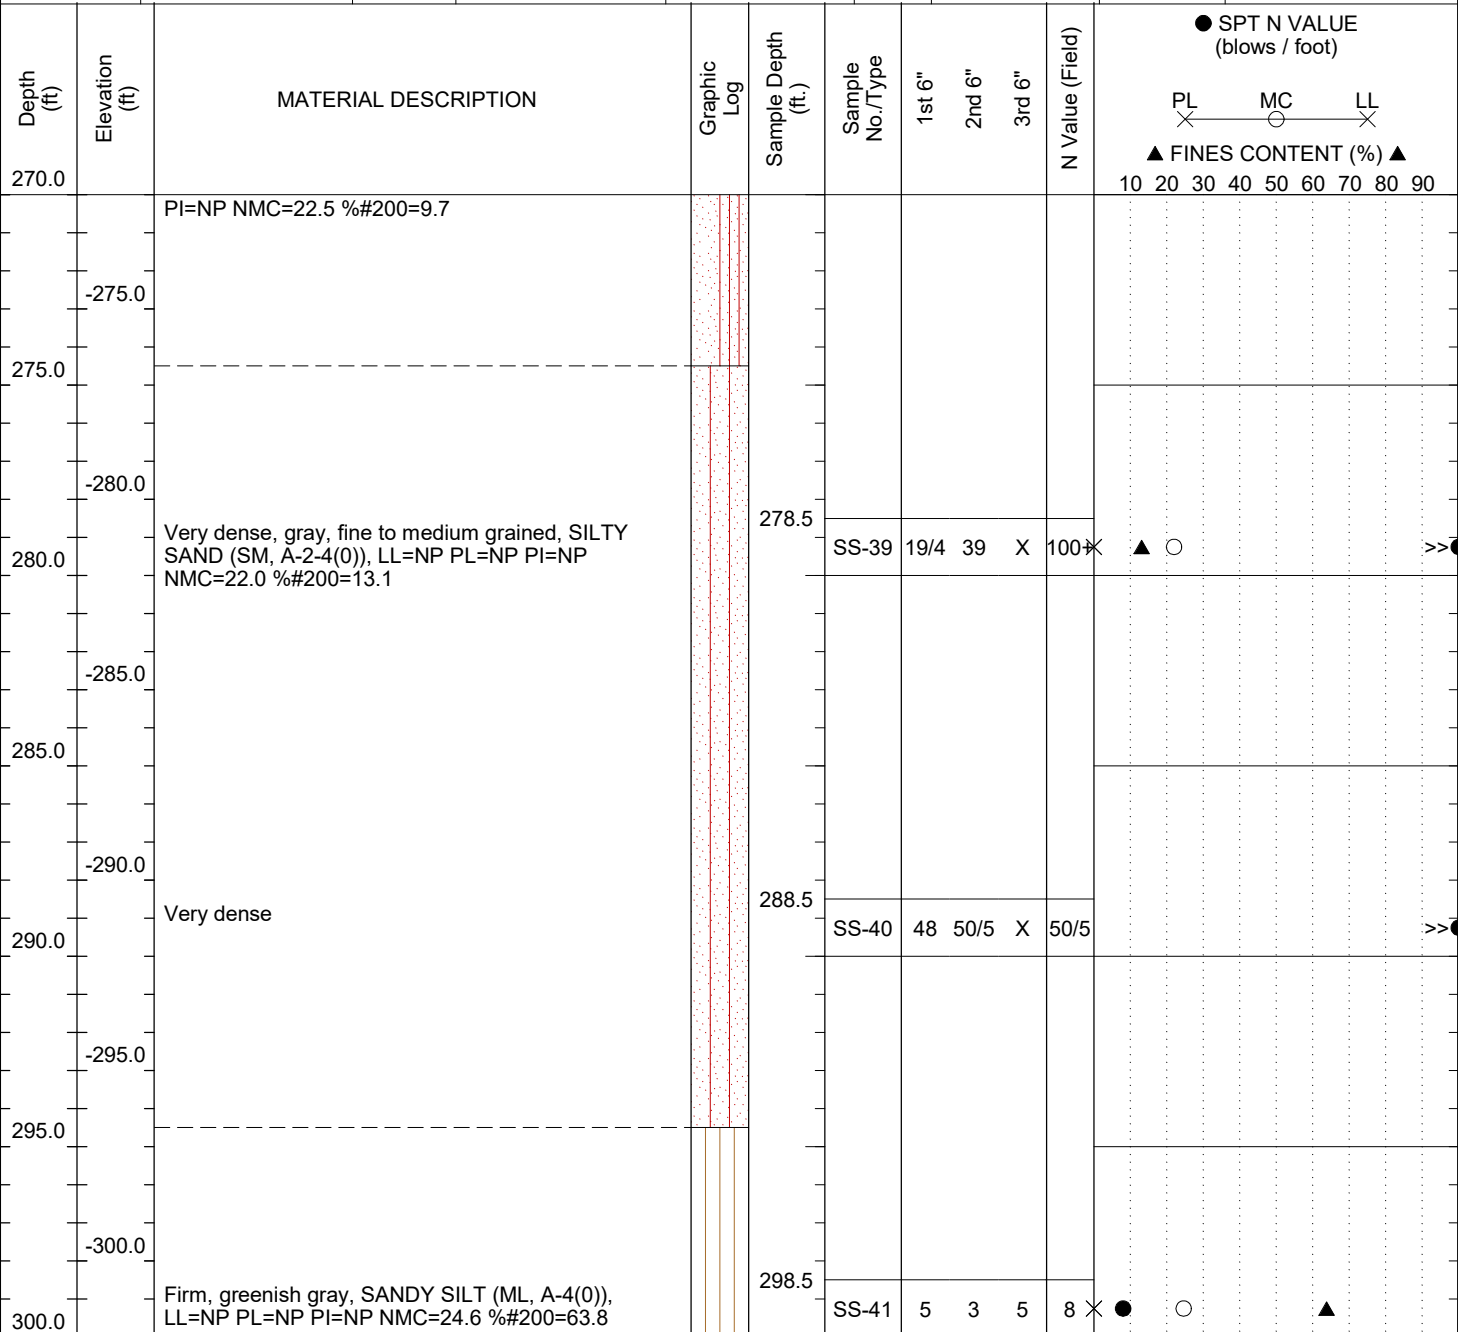 Depth
(ft)
Elevation
(ft)
MATERIAL DESCRIPTION
Graphic
Log
Sample Depth
(ft.)
Sample
No./Type
1st 6"
2nd 6"
3rd 6"
N Value (Field)
● SPT N VALUE
(blows / foot)
PL MC LL
▲ FINES CONTENT (%) ▲
10 20 30 40 50 60 70 80 90
270.0
PI=NP NMC=22.5 %#200=9.7
-275.0
275.0
-280.0
278.5
Very dense, gray, fine to medium grained, SILTY
SAND (SM, A-2-4(0)), LL=NP PL=NP PI=NP
NMC=22.0 %#200=13.1
SS-39 19/4 39 X 100+ >>
280.0
-285.0
285.0
-290.0
288.5
Very dense
SS-40 48 50/5 X 50/5 >>
290.0
-295.0
295.0
-300.0
298.5
Firm, greenish gray, SANDY SILT (ML, A-4(0)),
LL=NP PL=NP PI=NP NMC=24.6 %#200=63.8
SS-41 5 3 5 8
300.0